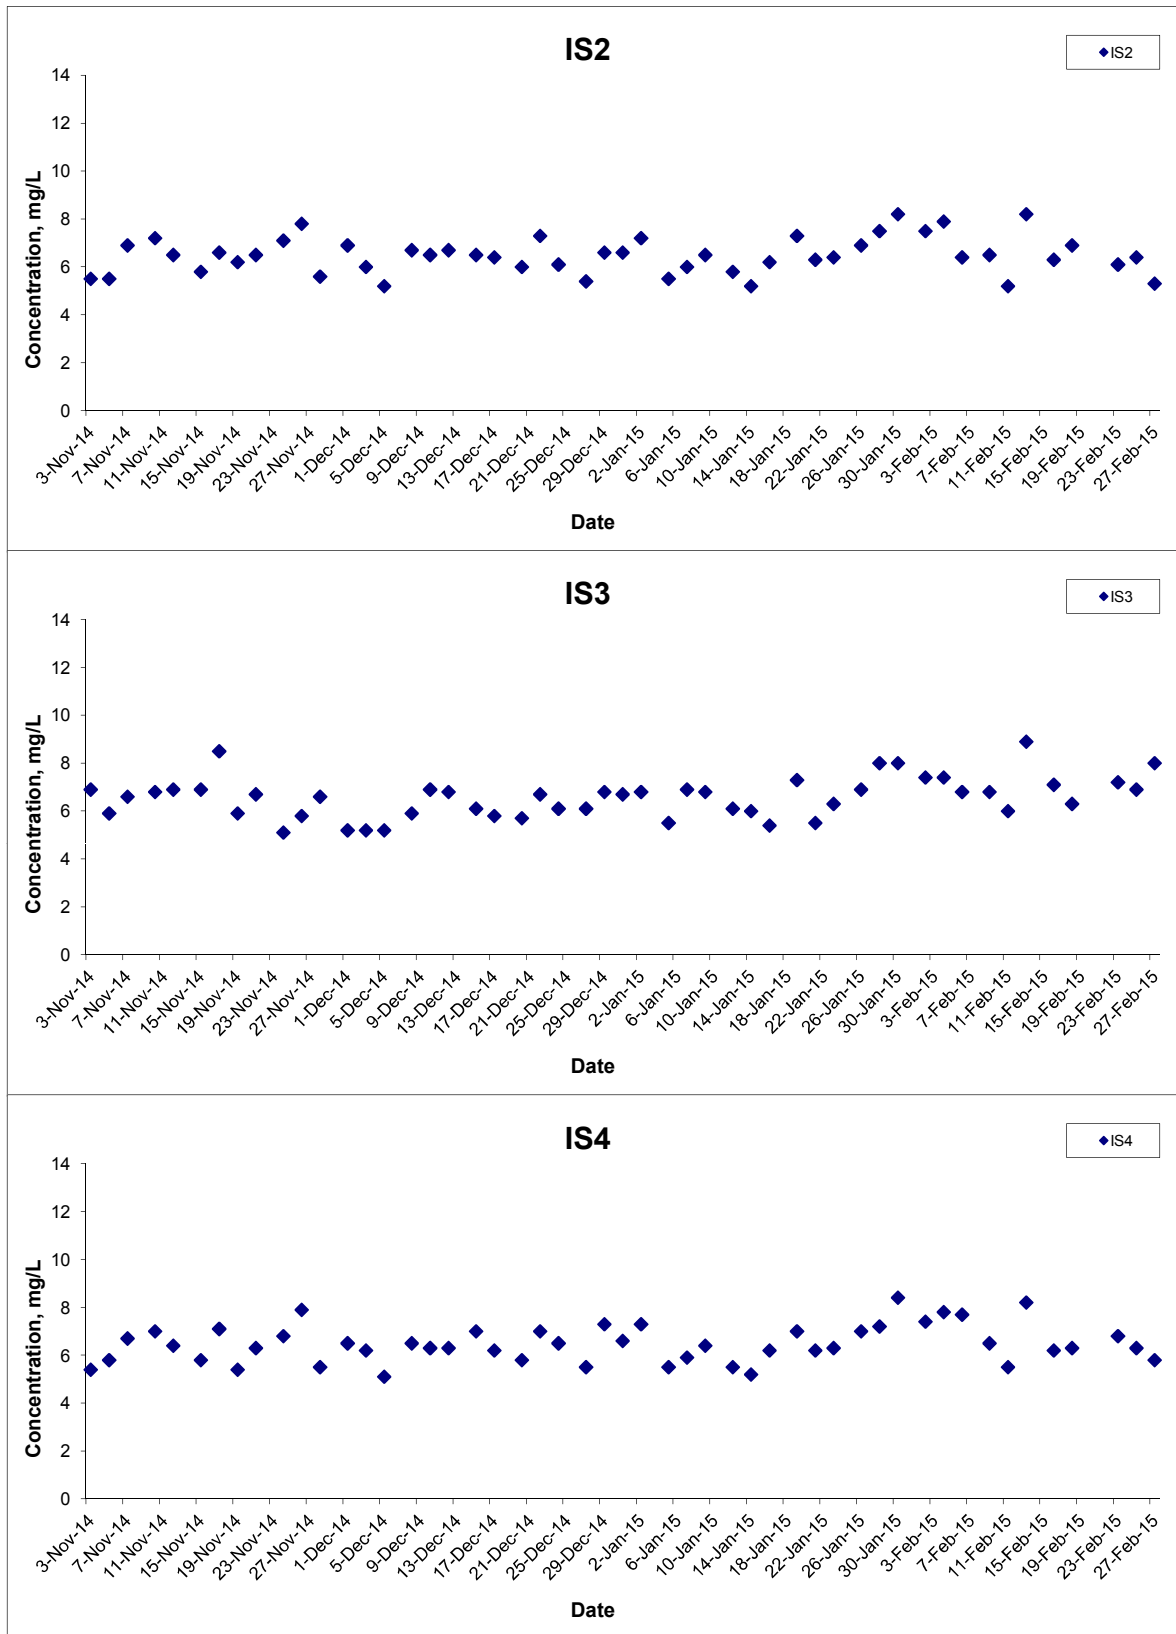 IS2
IS2
Concentration, mg/L
14
12
10
8
6
4
2
0
3-Nov-14
7-Nov-14
11-Nov-14
15-Nov-14
19-Nov-14
23-Nov-14
27-Nov-14
1-Dec-14
5-Dec-14
9-Dec-14
13-Dec-14
17-Dec-14
21-Dec-14
25-Dec-14
29-Dec-14
2-Jan-15
6-Jan-15
10-Jan-15
14-Jan-15
18-Jan-15
22-Jan-15
26-Jan-15
30-Jan-15
3-Feb-15
7-Feb-15
11-Feb-15
15-Feb-15
19-Feb-15
23-Feb-15
27-Feb-15
Date
IS3
IS3
Concentration, mg/L
14
12
10
8
6
4
2
0
3-Nov-14
7-Nov-14
11-Nov-14
15-Nov-14
19-Nov-14
23-Nov-14
27-Nov-14
1-Dec-14
5-Dec-14
9-Dec-14
13-Dec-14
17-Dec-14
21-Dec-14
25-Dec-14
29-Dec-14
2-Jan-15
6-Jan-15
10-Jan-15
14-Jan-15
18-Jan-15
22-Jan-15
26-Jan-15
30-Jan-15
3-Feb-15
7-Feb-15
11-Feb-15
15-Feb-15
19-Feb-15
23-Feb-15
27-Feb-15
Date
IS4
IS4
Concentration, mg/L
14
12
10
8
6
4
2
0
3-Nov-14
7-Nov-14
11-Nov-14
15-Nov-14
19-Nov-14
23-Nov-14
27-Nov-14
1-Dec-14
5-Dec-14
9-Dec-14
13-Dec-14
17-Dec-14
21-Dec-14
25-Dec-14
29-Dec-14
2-Jan-15
6-Jan-15
10-Jan-15
14-Jan-15
18-Jan-15
22-Jan-15
26-Jan-15
30-Jan-15
3-Feb-15
7-Feb-15
11-Feb-15
15-Feb-15
19-Feb-15
23-Feb-15
27-Feb-15
Date